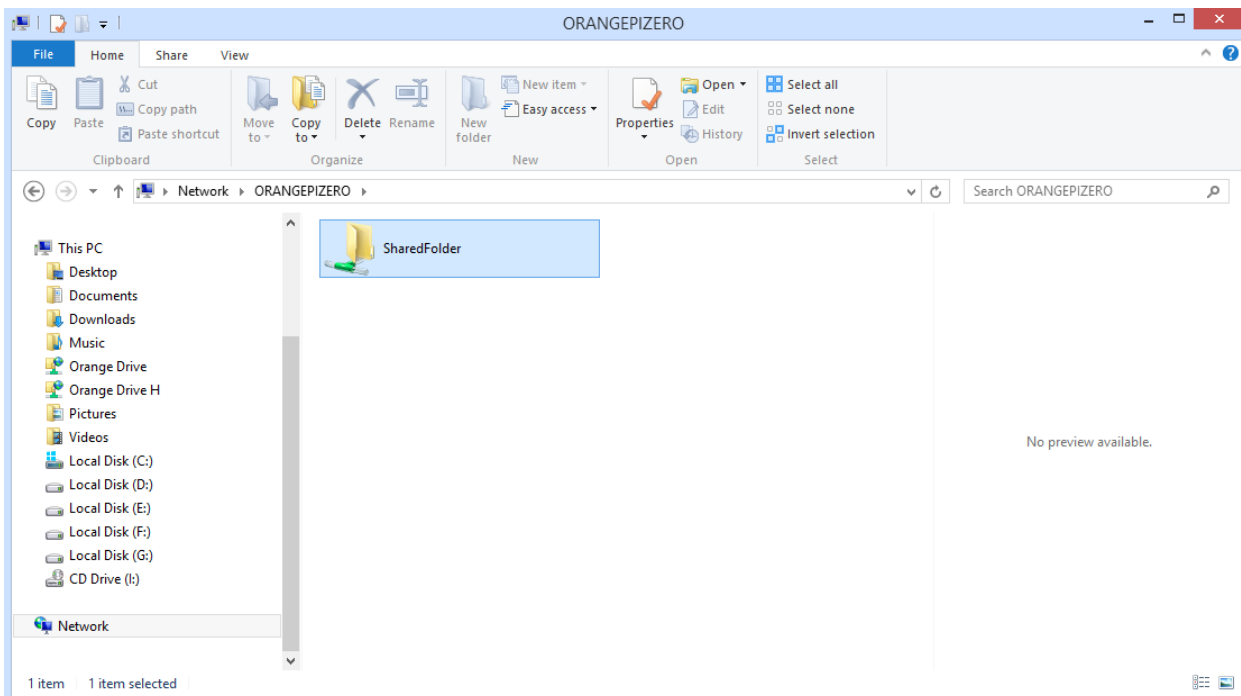 ORANGEPIZERO
File Home Share View
Copy
Paste
Cut
Copy path
Paste shortcut
Clipboard
Move to
Copy to
Delete
Rename
Organize
New folder
New item
Easy access
New
Properties
Open
Edit
History
Open
Select all
Select none
Invert selection
Select
Network ORANGEPIZERO
Search ORANGEPIZERO
This PC
Desktop
Documents
Downloads
Music
Orange Drive
Orange Drive H
Pictures
Videos
Local Disk (C:)
Local Disk (D:)
Local Disk (E:)
Local Disk (F:)
Local Disk (G:)
CD Drive (I:)
Network
SharedFolder
No preview available.
1 item 1 item selected